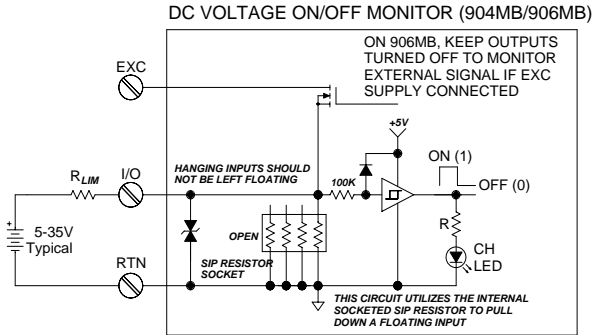 DC VOLTAGE ON/OFF MONITOR (904MB/906MB)
ON 906MB, KEEP OUTPUTS
TURNED OFF TO MONITOR
EXTERNAL SIGNAL IF EXC
SUPPLY CONNECTED
EXC
+5V
ON (1)
OFF (0)
RLIM
I/O
HANGING INPUTS SHOULD
NOT BE LEFT FLOATING
100K
+
5-35V
Typical
OPEN
R
CH
LED
SIP RESISTOR
SOCKET
RTN
THIS CIRCUIT UTILIZES THE INTERNAL
SOCKETED SIP RESISTOR TO PULL
DOWN A FLOATING INPUT